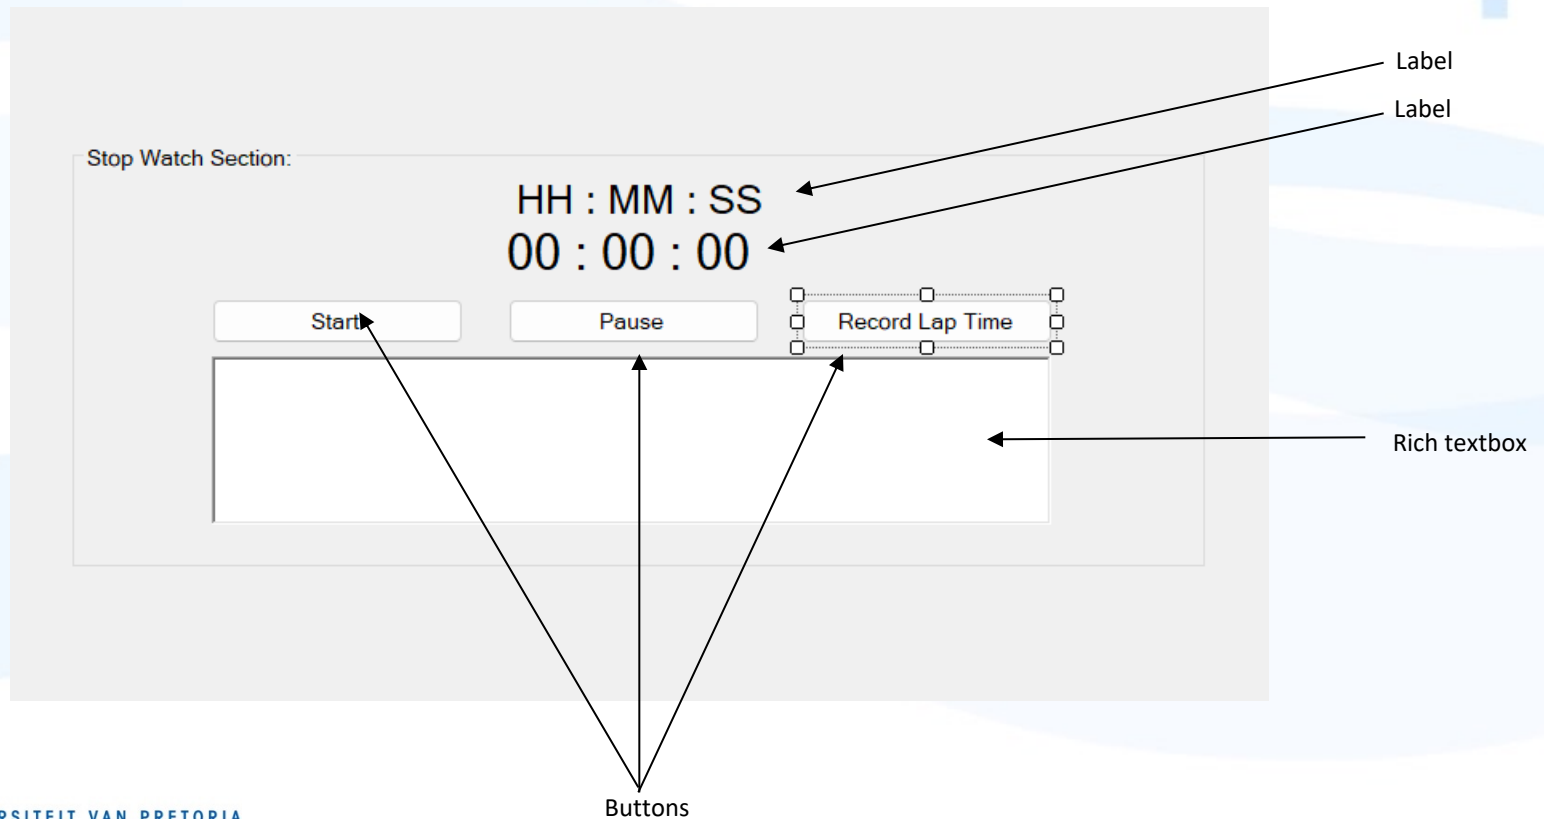 Label
Label
Stop Watch Section:
HH : MM : SS
00 : 00 : 00
Start
Pause
Record Lap Time
Rich textbox
Buttons
VAN PRETORIA